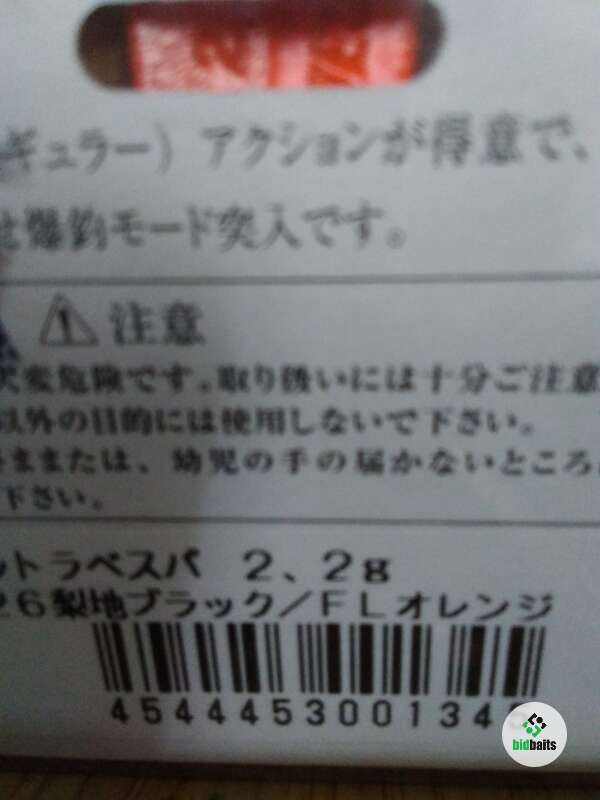 ギュラー）アクションが得意で、
爆釣モード突入です。
注意
大変危険です。取り扱いには十分ご注意
以外の目的には使用しないで下さい。
ままたは、幼児の手の届かないところ
下さい。
トラベスパ 2、2g
26梨地ブラック／FLオレンジ
454445300134
bidbaits